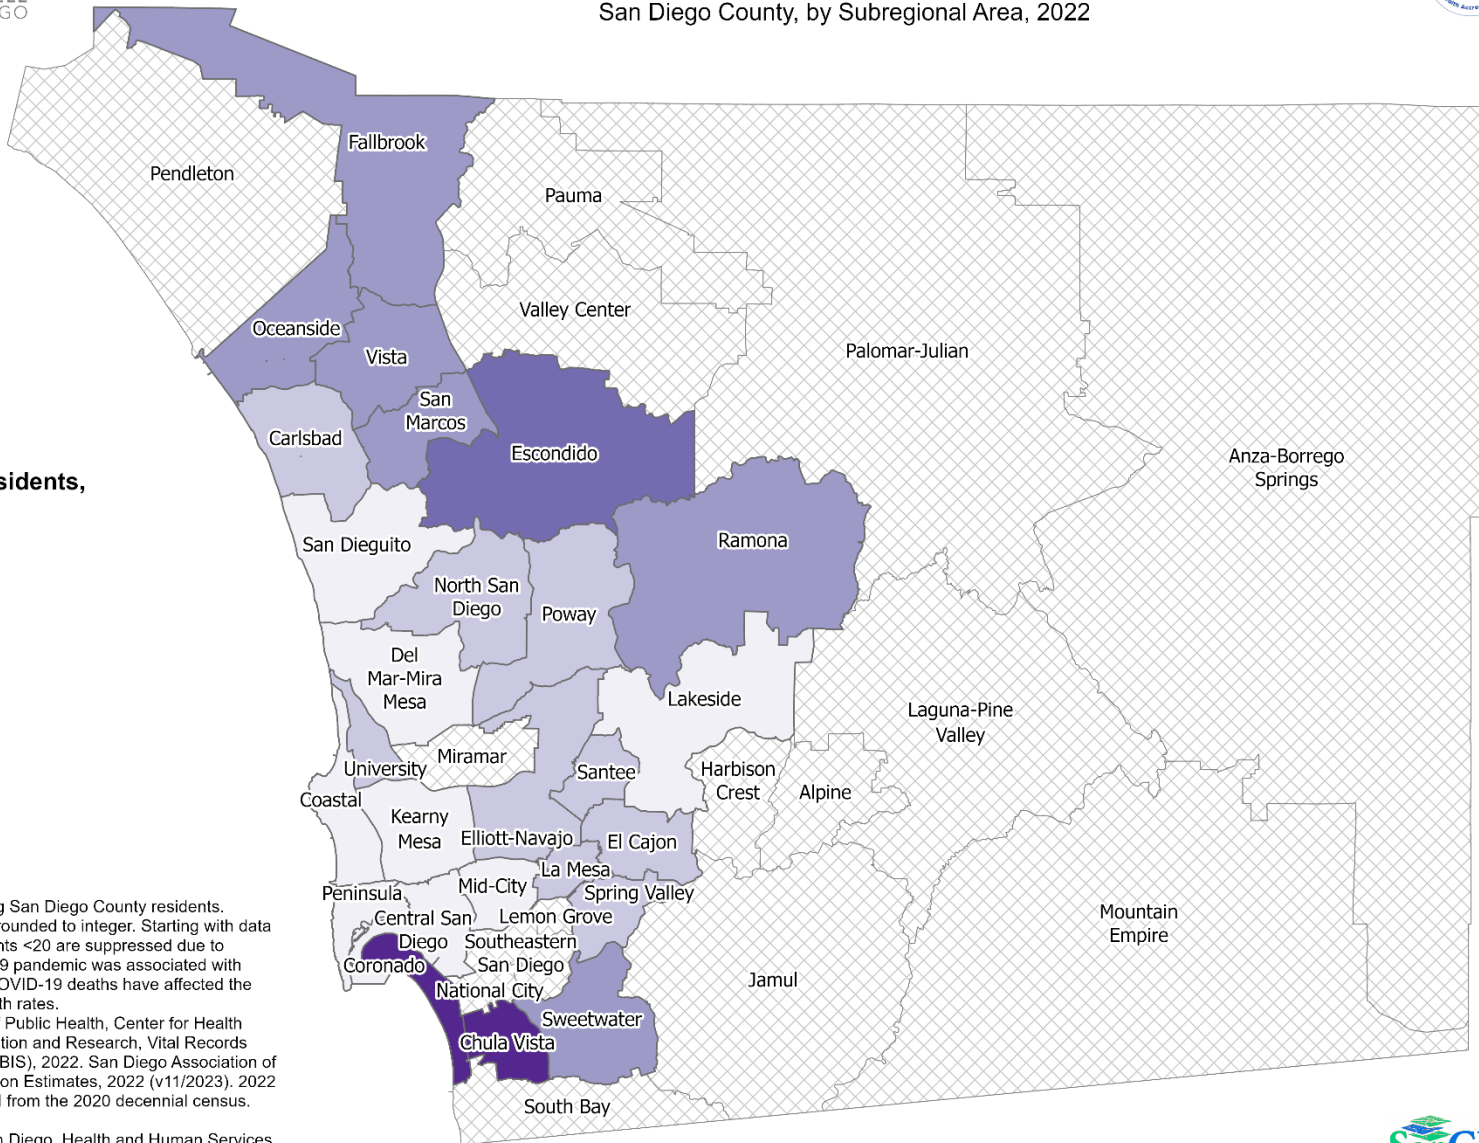 GO
San Diego County, by Subregional Area, 2022
Fallbrook
Pendleton
Pauma
Valley Center
Oceanside
Vista
Palomar-Julian
San
Marcos
Carlsbad
Escondido
Anza-Borrego
Springs
sidents,
San Dieguito
Ramona
North San
Diego
Poway
Del
Mar-Mira
Mesa
Lakeside
Laguna-Pine
Valley
Miramar
University
Santee
Harbison
Crest
Alpine
Coastal
Kearny
Mesa
Elliott-Navajo
El Cajon
La Mesa
Mid-City
Peninsula
Spring Valley
Central San
Diego
Lemon Grove
Southeastern
San Diego
Mountain
Empire
Coronado
National City
Jamul
Sweetwater
Chula Vista
South Bay
g San Diego County residents.
rounded to integer. Starting with data
nts <20 are suppressed due to
9 pandemic was associated with
OVID-19 deaths have affected the
th rates.
f Public Health, Center for Health
tion and Research, Vital Records
BIS), 2022. San Diego Association of
on Estimates, 2022 (v11/2023). 2022
d from the 2020 decennial census.
n Diego, Health and Human Services